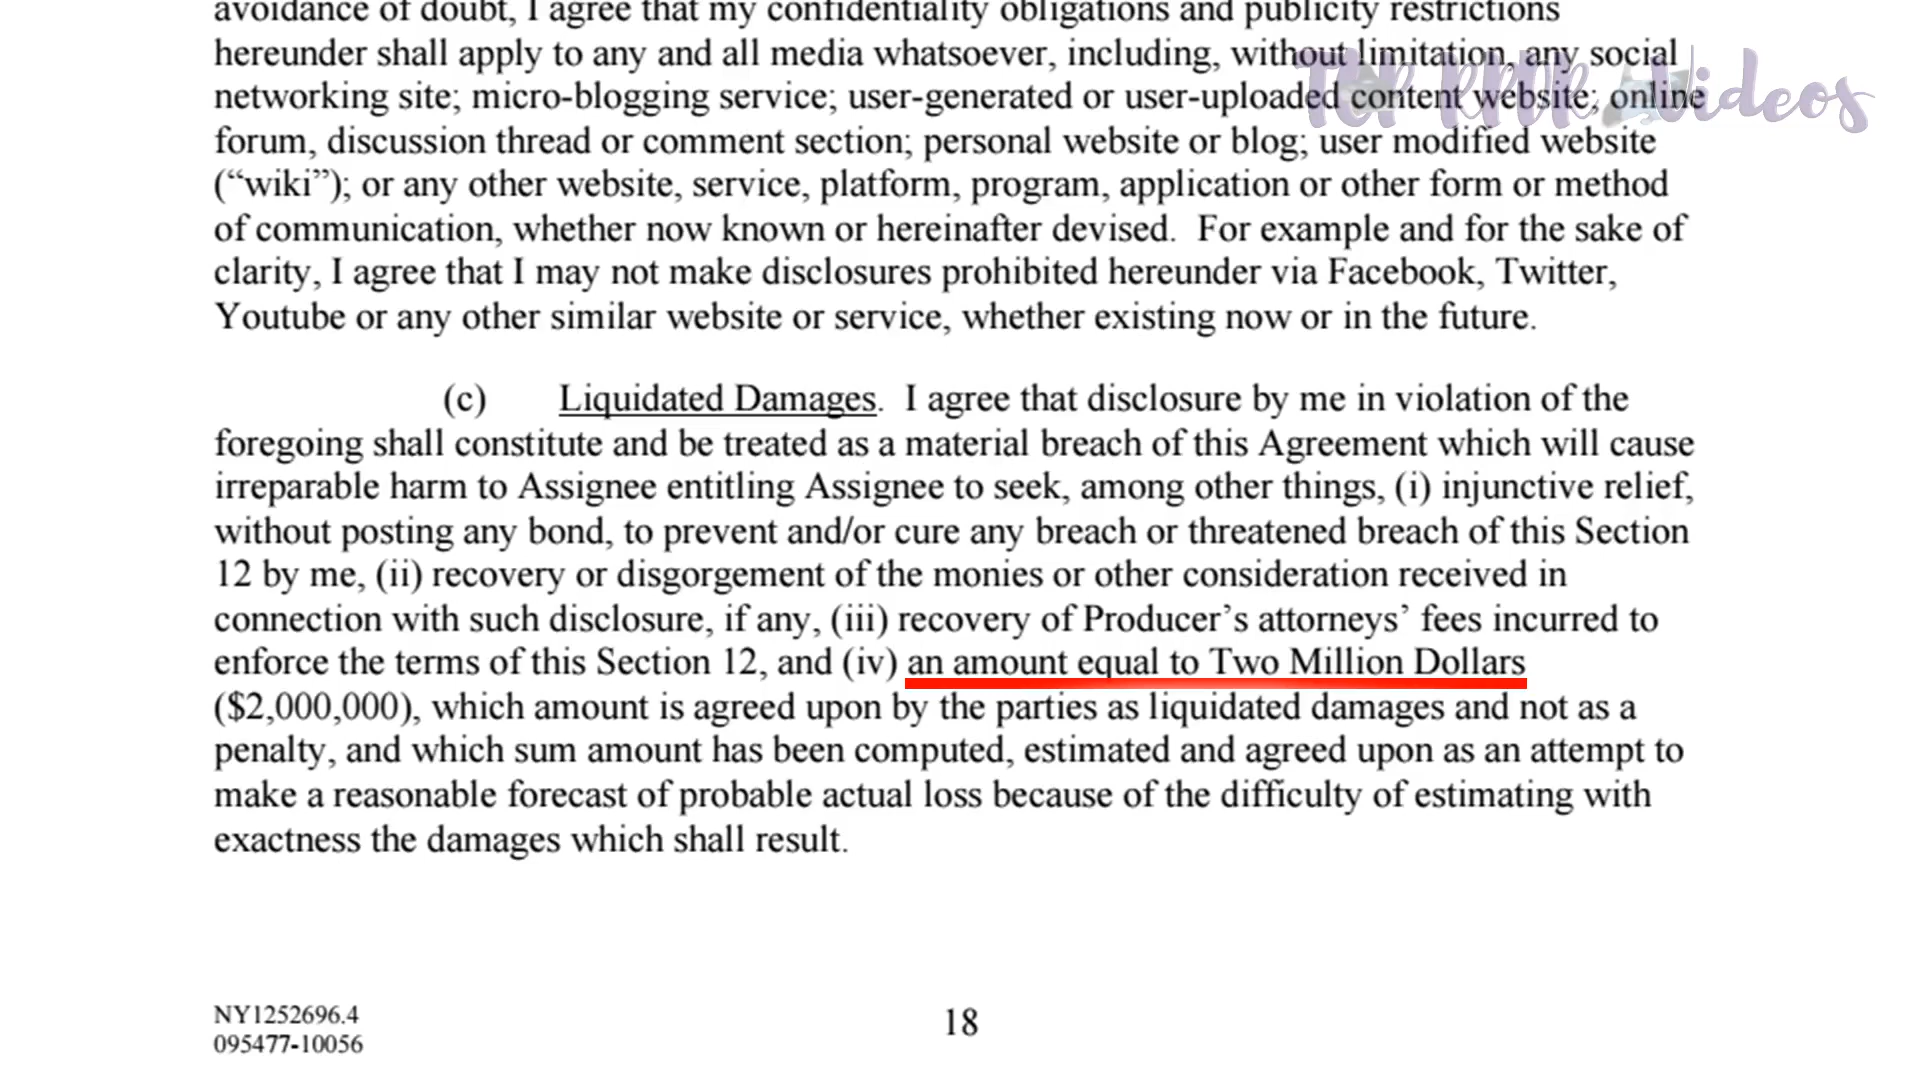 avoidance of doubt, I agree that my confidentiality obligations and publicity restrictions
hereunder shall apply to any and all media whatsoever, including, without limitation, any social
networking site; micro-blogging service; user-generated or user-uploaded content website; online
forum, discussion thread or comment section; personal website or blog; user modified website
(“wiki”); or any other website, service, platform, program, application or other form or method
of communication, whether now known or hereinafter devised.  For example and for the sake of
clarity, I agree that I may not make disclosures prohibited hereunder via Facebook, Twitter,
Youtube or any other similar website or service, whether existing now or in the future.
(c) Liquidated Damages.  I agree that disclosure by me in violation of the
foregoing shall constitute and be treated as a material breach of this Agreement which will cause
irreparable harm to Assignee entitling Assignee to seek, among other things, (i) injunctive relief,
without posting any bond, to prevent and/or cure any breach or threatened breach of this Section
12 by me, (ii) recovery or disgorgement of the monies or other consideration received in
connection with such disclosure, if any, (iii) recovery of Producer’s attorneys’ fees incurred to
enforce the terms of this Section 12, and (iv) an amount equal to Two Million Dollars
($2,000,000), which amount is agreed upon by the parties as liquidated damages and not as a
penalty, and which sum amount has been computed, estimated and agreed upon as an attempt to
make a reasonable forecast of probable actual loss because of the difficulty of estimating with
exactness the damages which shall result.
NY1252696.4
095477-10056
18
TOP RPDR Videos